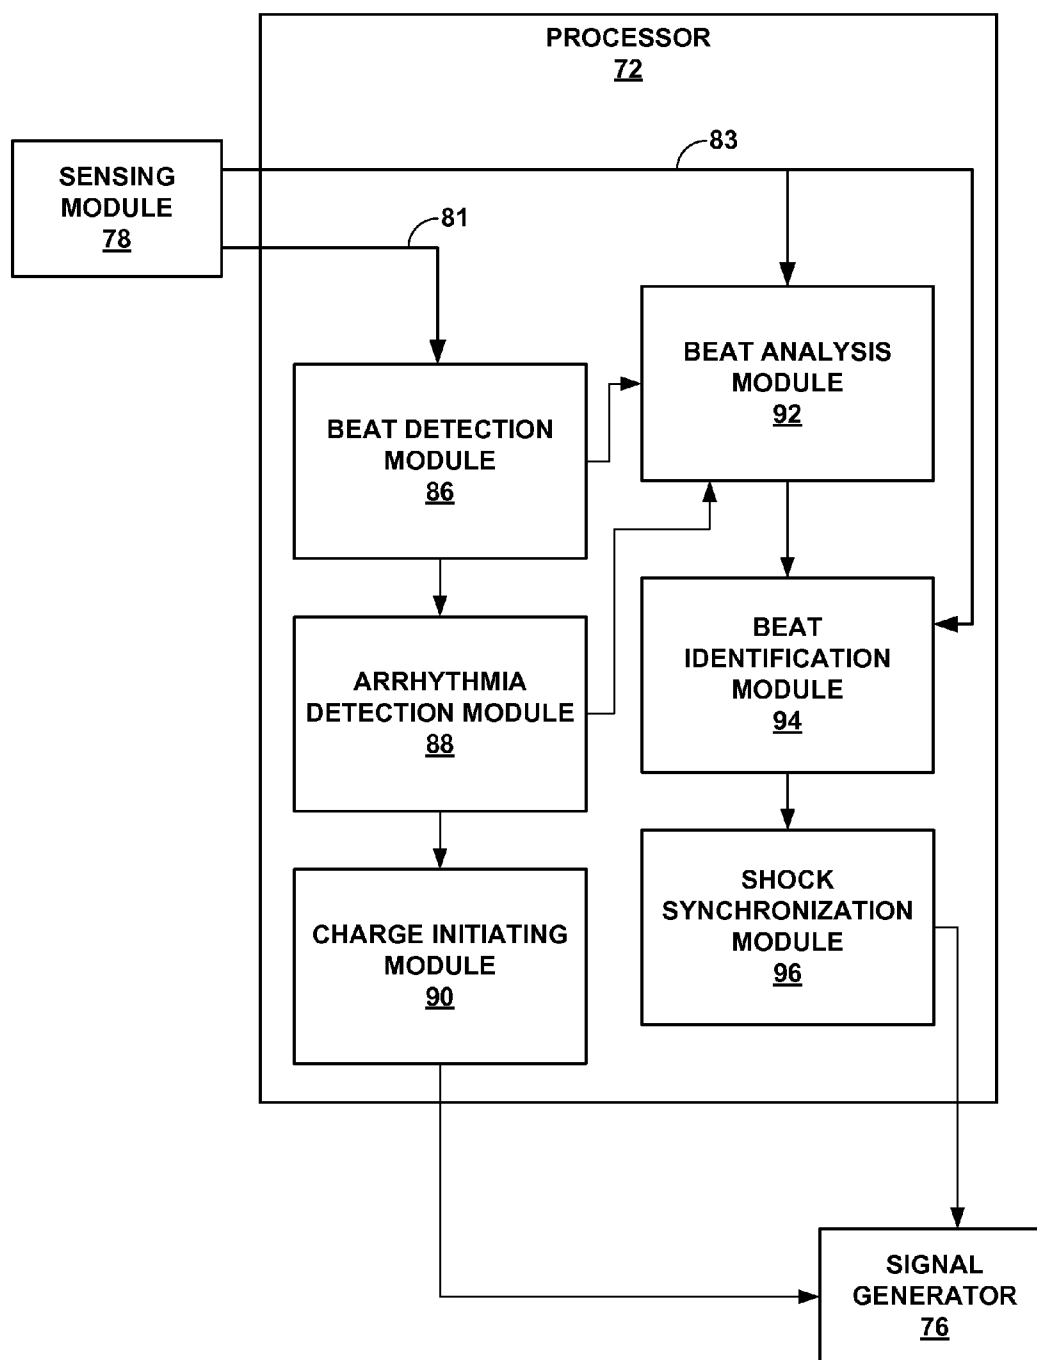 PROCESSOR
72
83
SENSING
MODULE
78
81
BEAT ANALYSIS
MODULE
92
BEAT DETECTION
MODULE
86
BEAT
IDENTIFICATION
MODULE
94
ARRHYTHMIA
DETECTION MODULE
88
SHOCK
SYNCHRONIZATION
MODULE
96
CHARGE INITIATING
MODULE
90
SIGNAL
GENERATOR
76